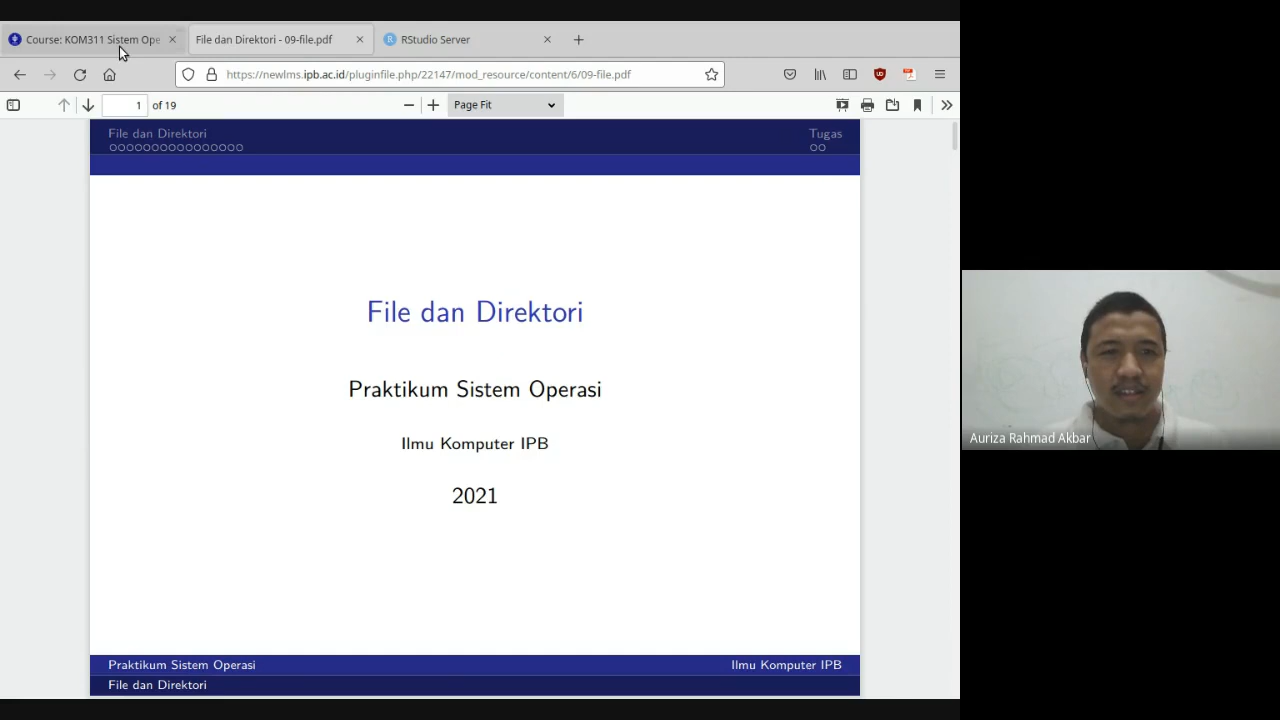 Course: KOM311 Sistem Ope
File dan Direktori - 09-file.pdf
RStudio Server
https://newlms.ipb.ac.id/pluginfile.php/22147/mod_resource/content/6/09-file.pdf
1 of 19
Page Fit
File dan Direktori
Tugas
File dan Direktori
Praktikum Sistem Operasi
Ilmu Komputer IPB
2021
Auriza Rahmad Akbar
Praktikum Sistem Operasi
Ilmu Komputer IPB
File dan Direktori